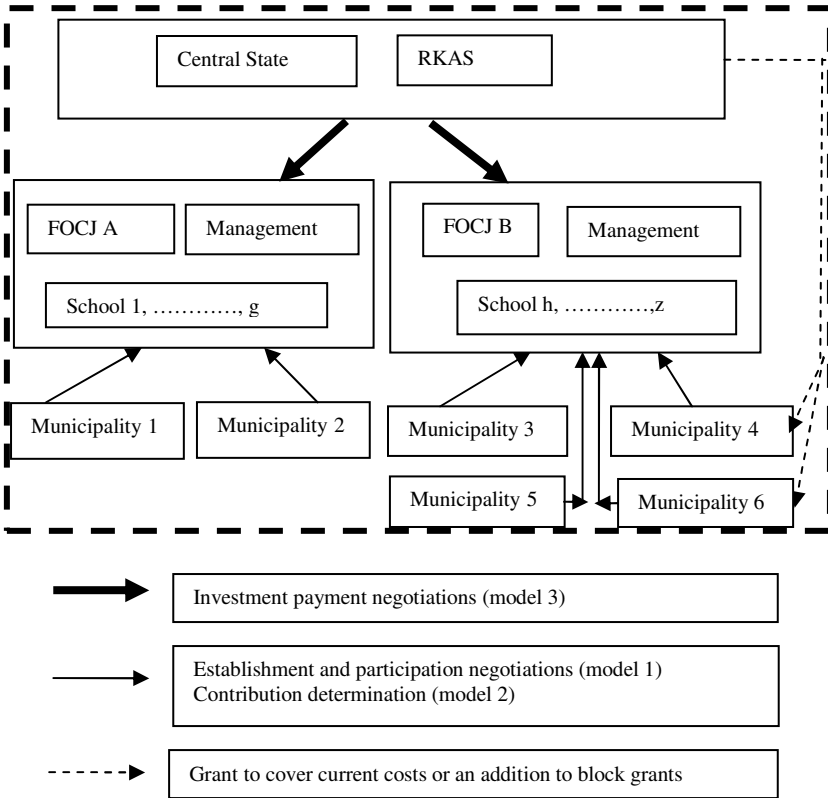 Central State
RKAS
FOCJ A
Management
School 1, …………, g
FOCJ B
Management
School h, …………,z
Municipality 1
Municipality 2
Municipality 3
Municipality 4
Municipality 5
Municipality 6
Investment payment negotiations (model 3)
Establishment and participation negotiations (model 1)
Contribution determination (model 2)
Grant to cover current costs or an addition to block grants